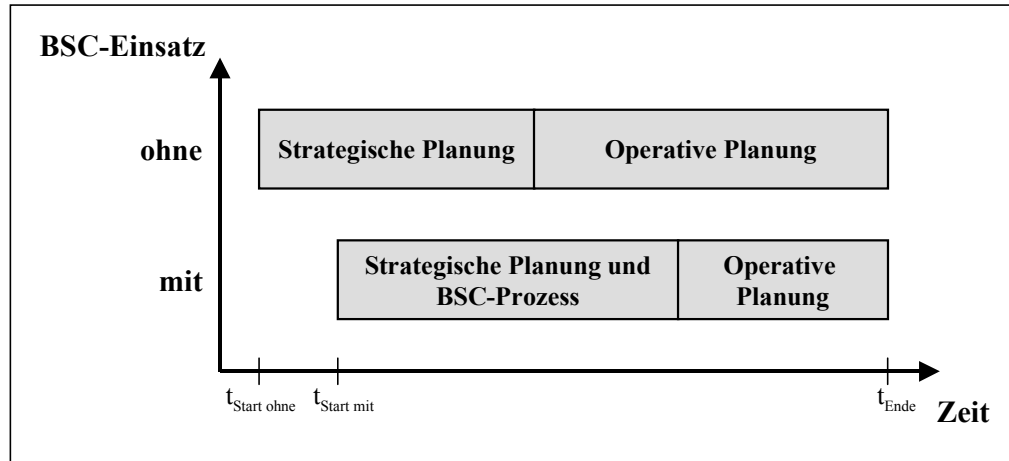 BSC-Einsatz
ohne
Strategische Planung
Operative Planung
mit
Strategische Planung und
BSC-Prozess
Operative
Planung
tStart ohne
tStart mit
tEnde
Zeit